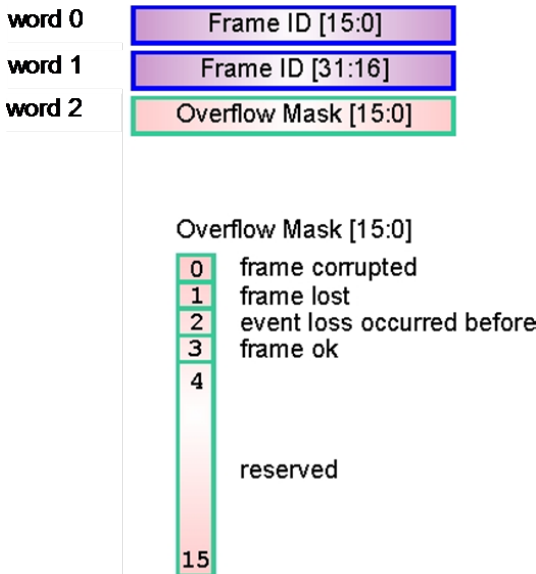 word 0 Frame ID [15:0]
word 1 Frame ID [31:16]
word 2 Overflow Mask [15:0]
Overflow Mask [15:0]
0 frame corrupted
1 frame lost
2 event loss occurred before
3 frame ok
4
reserved
15